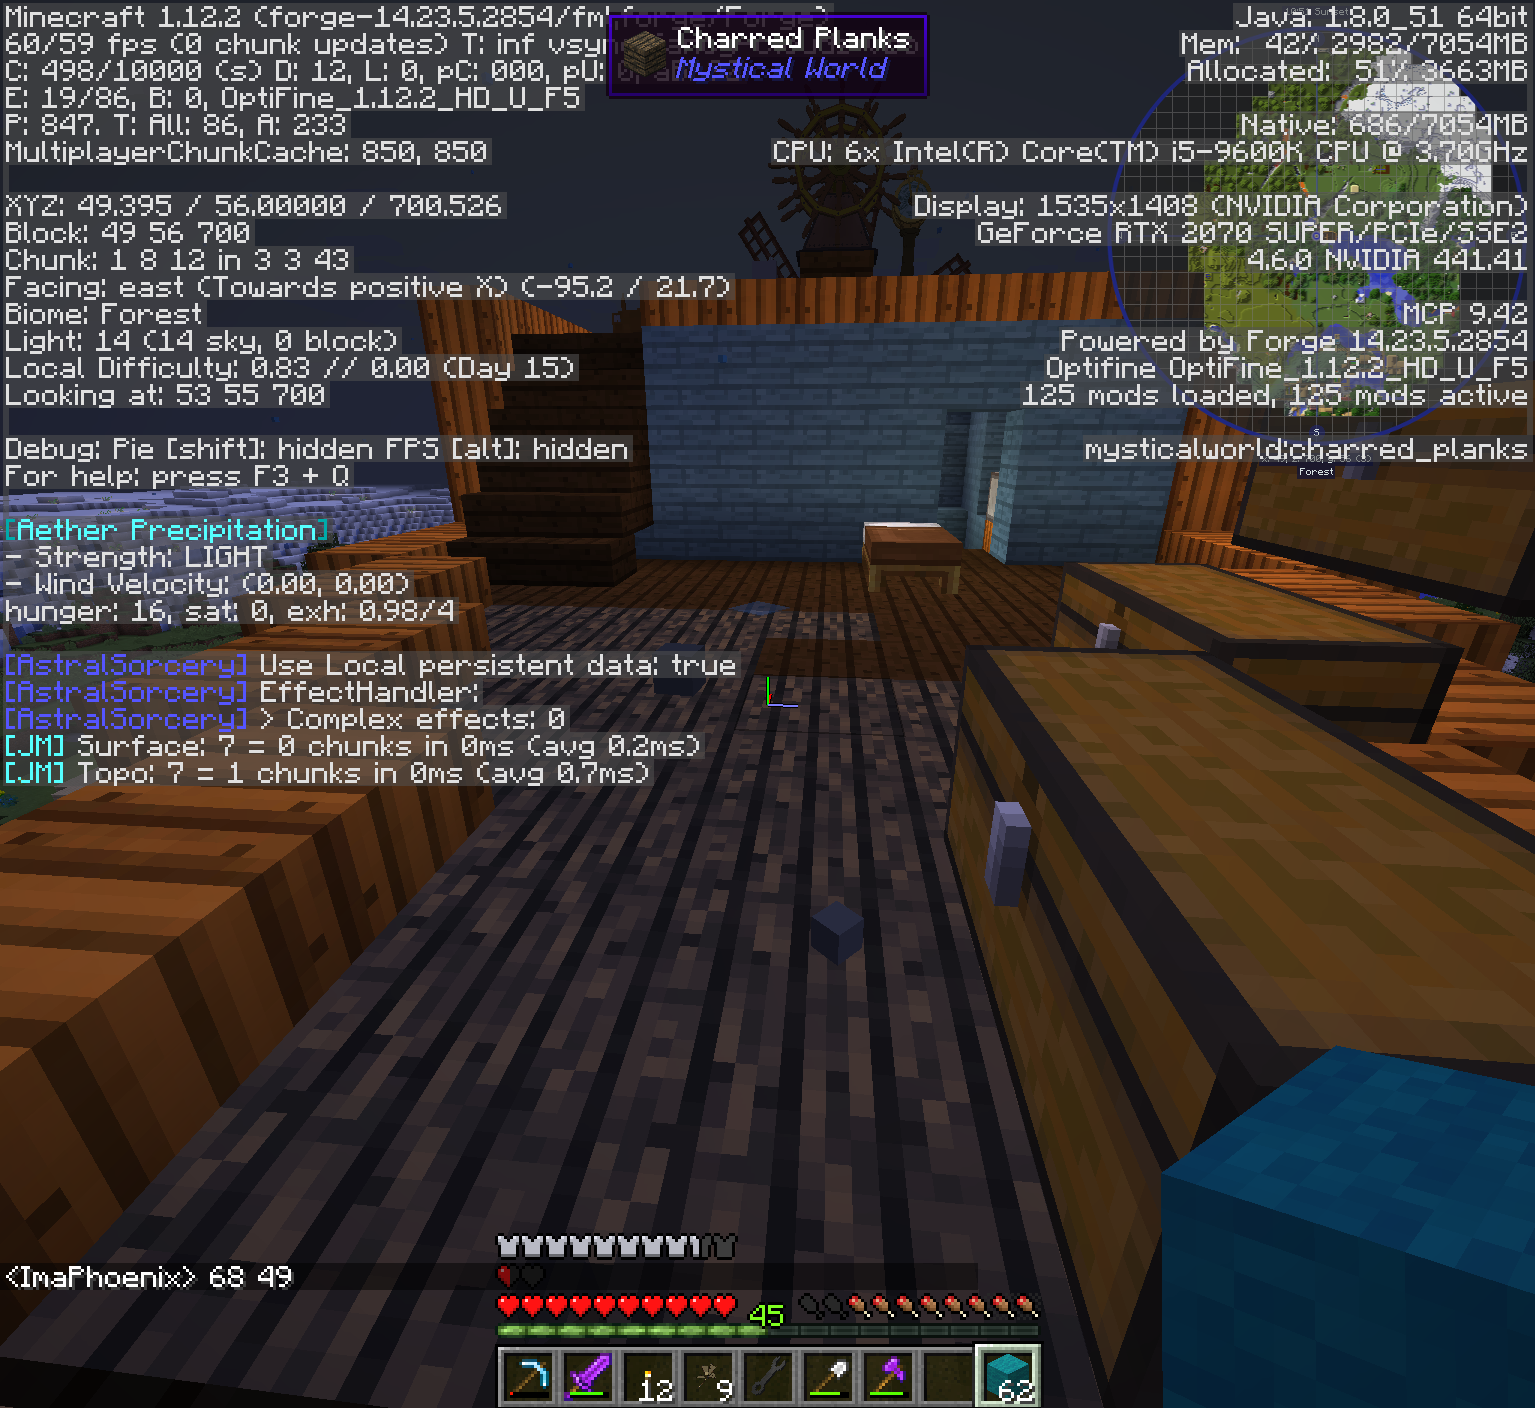 Minecraft 1.12.2 (forge-14.23.5.2854/fml,forge/Forge)
60/59 fps (0 chunk updates) T: inf vsyn
C: 498/10000 (s) D: 12, L: 0, pC: 000, pU: 0, aB:
E: 19/86, B: 0, OptiFine_1.12.2_HD_U_F5
P: 847. T: All: 86, A: 233
MultiplayerChunkCache: 850, 850
XYZ: 49.395 / 56.00000 / 700.526
Block: 49 56 700
Chunk: 1 8 12 in 3 3 43
Facing: east (Towards positive X) (-95.2 / 21.7)
Biome: Forest
Light: 14 (14 sky, 0 block)
Local Difficulty: 0.83 // 0.00 (Day 15)
Looking at: 53 55 700
Debug: Pie [shift]: hidden FPS [alt]: hidden
For help: press F3 + Q
[Aether Precipitation]
- Strength: LIGHT
- Wind Velocity: (0.00, 0.00)
hunger: 16, sat: 0, exh: 0.98/4
[AstralSorcery] Use Local persistent data: true
[AstralSorcery] EffectHandler:
[AstralSorcery] > Complex effects: 0
[JM] Surface: 7 = 0 chunks in 0ms (avg 0.2ms)
[JM] Topo: 7 = 1 chunks in 0ms (avg 0.7ms)
Charred Planks
Mystical World
Java: 1.8.0_51 64bit
Mem: 42% 2982/7054MB
Allocated: 51% 3663MB
Native: 686/7054MB
CPU: 6x Intel(R) Core(TM) i5-9600K CPU @ 3.70GHz
Display: 1535x1408 (NVIDIA Corporation)
GeForce RTX 2070 SUPER/PCIe/SSE2
4.6.0 NVIDIA 441.41
MCP 9.42
Powered by Forge 14.23.5.2854
Optifine OptiFine_1.12.2_HD_U_F5
125 mods loaded, 125 mods active
S
mysticalworld:charred_planks
Forest
<ImaPhoenix> 68 49
45
12
9
62